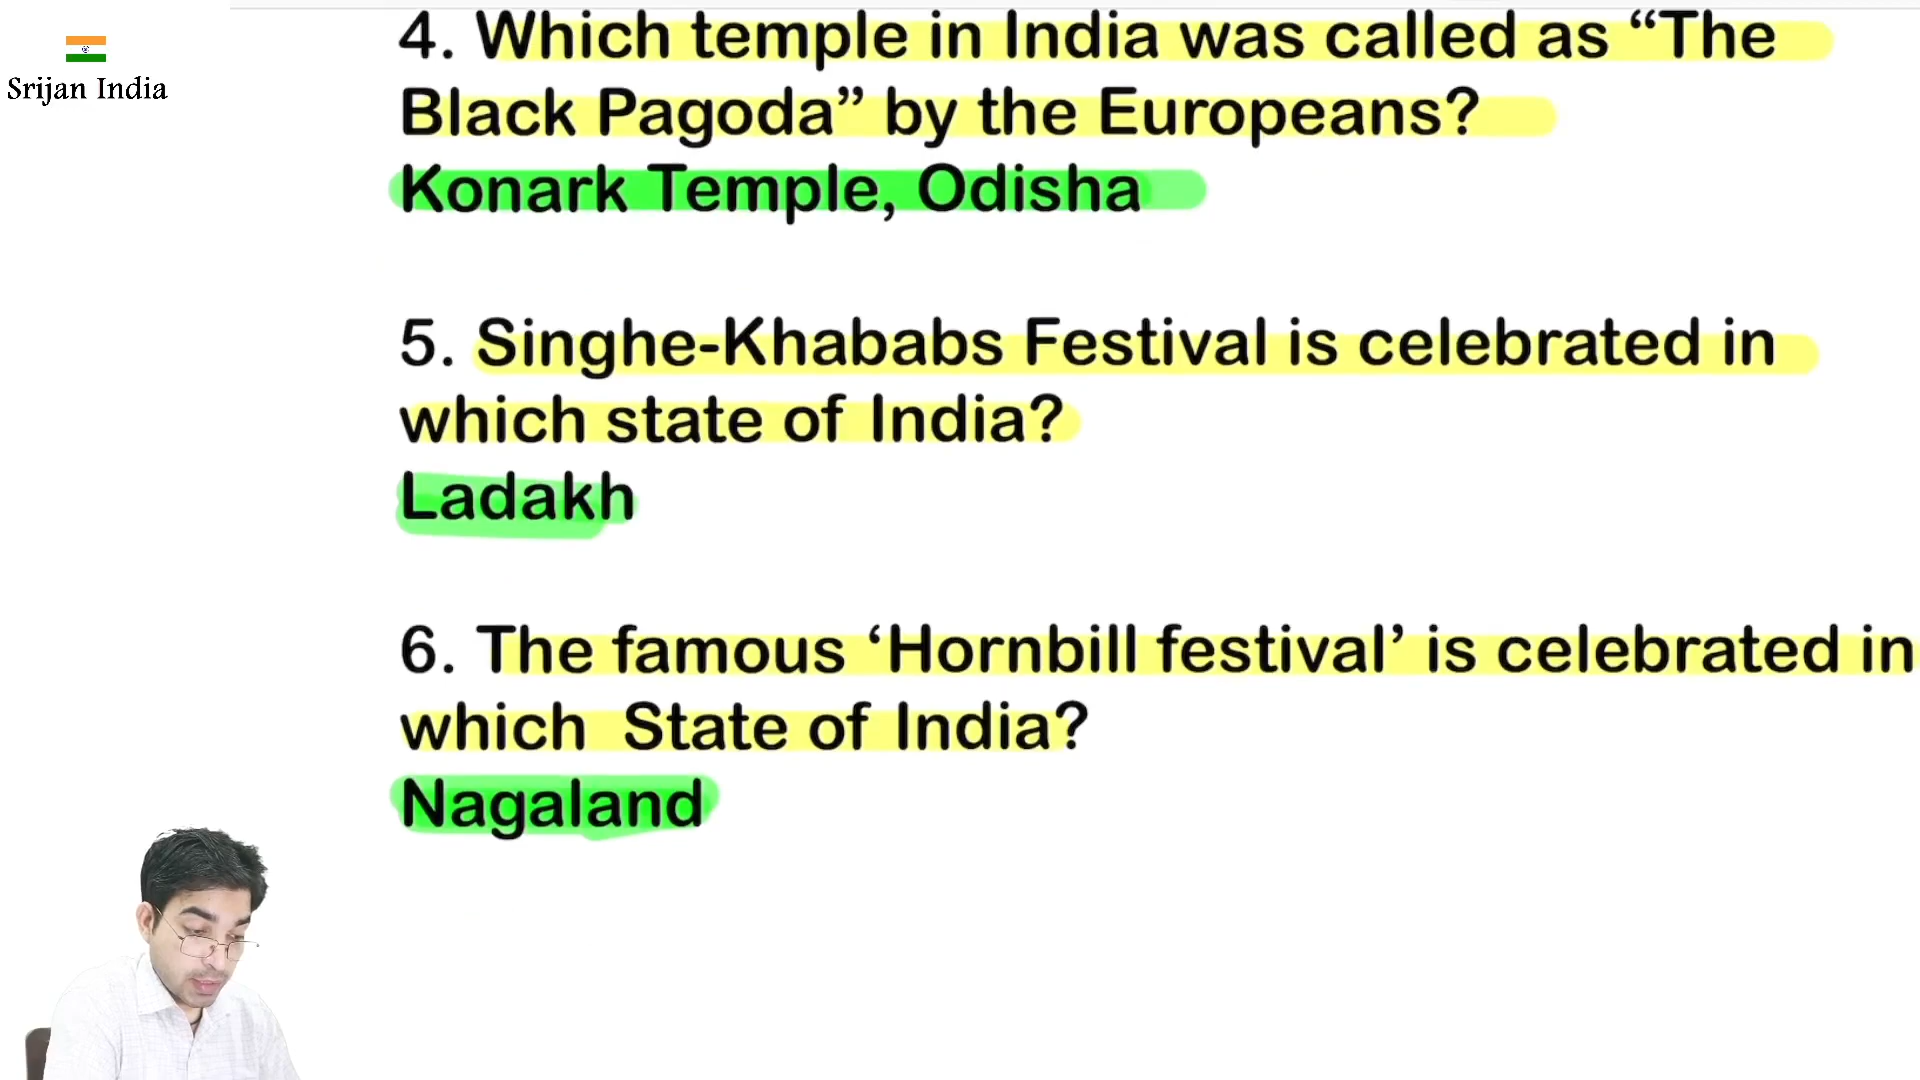 Srijan India
4. Which temple in India was called as “The
Black Pagoda” by the Europeans?
Konark Temple, Odisha
5. Singhe-Khababs Festival is celebrated in
which state of India?
Ladakh
6. The famous ‘Hornbill festival’ is celebrated in
which State of India?
Nagaland